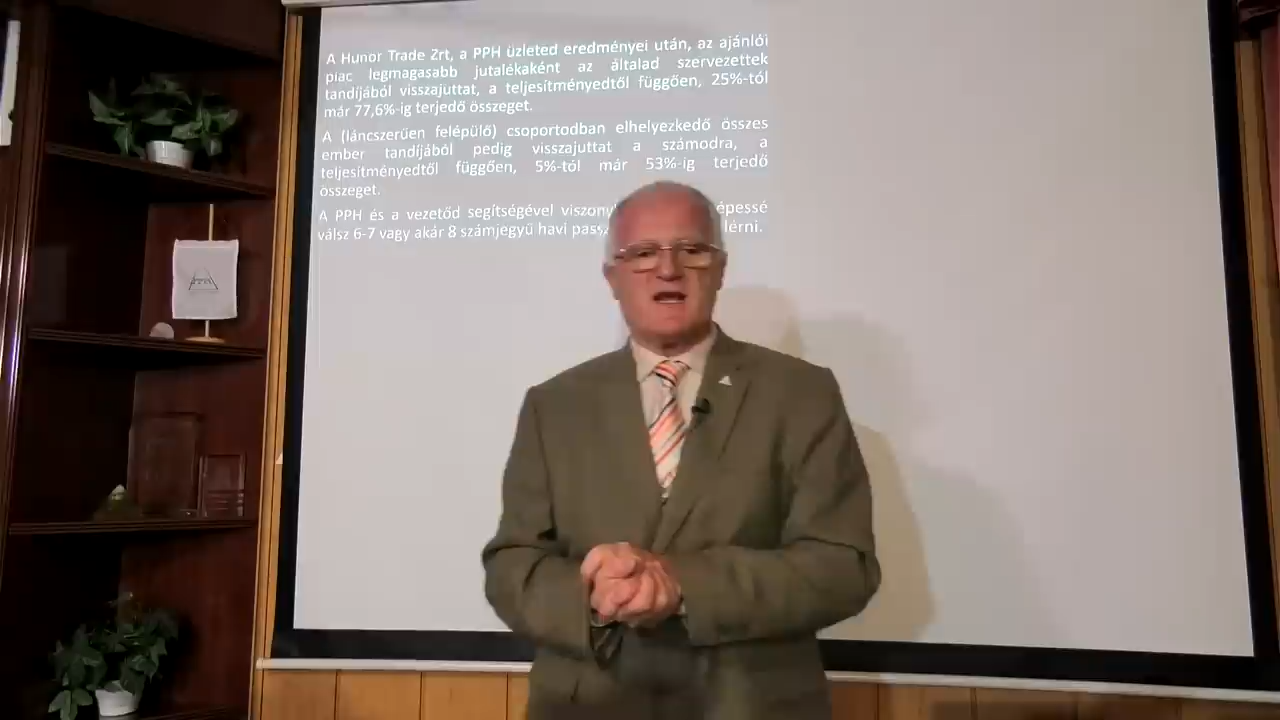 A Hunor Trade Zrt, a PPH üzleted eredményei után, az ajánlói
piac legmagasabb jutalékaként az általad szervezettek
tandíjából visszajuttat, a teljesítményedtől függően, 25%-tól
már 77,6%-ig terjedő összeget.
A (láncszerűen felépülő) csoportodban elhelyezkedő összes
ember tandíjából pedig visszajuttat a számodra, a
teljesítményedtől függően, 5%-tól már 53%-ig terjedő
összeget.
A PPH és a vezetőd segítségével
válsz 6-7 vagy akár 8 számjegyű havi